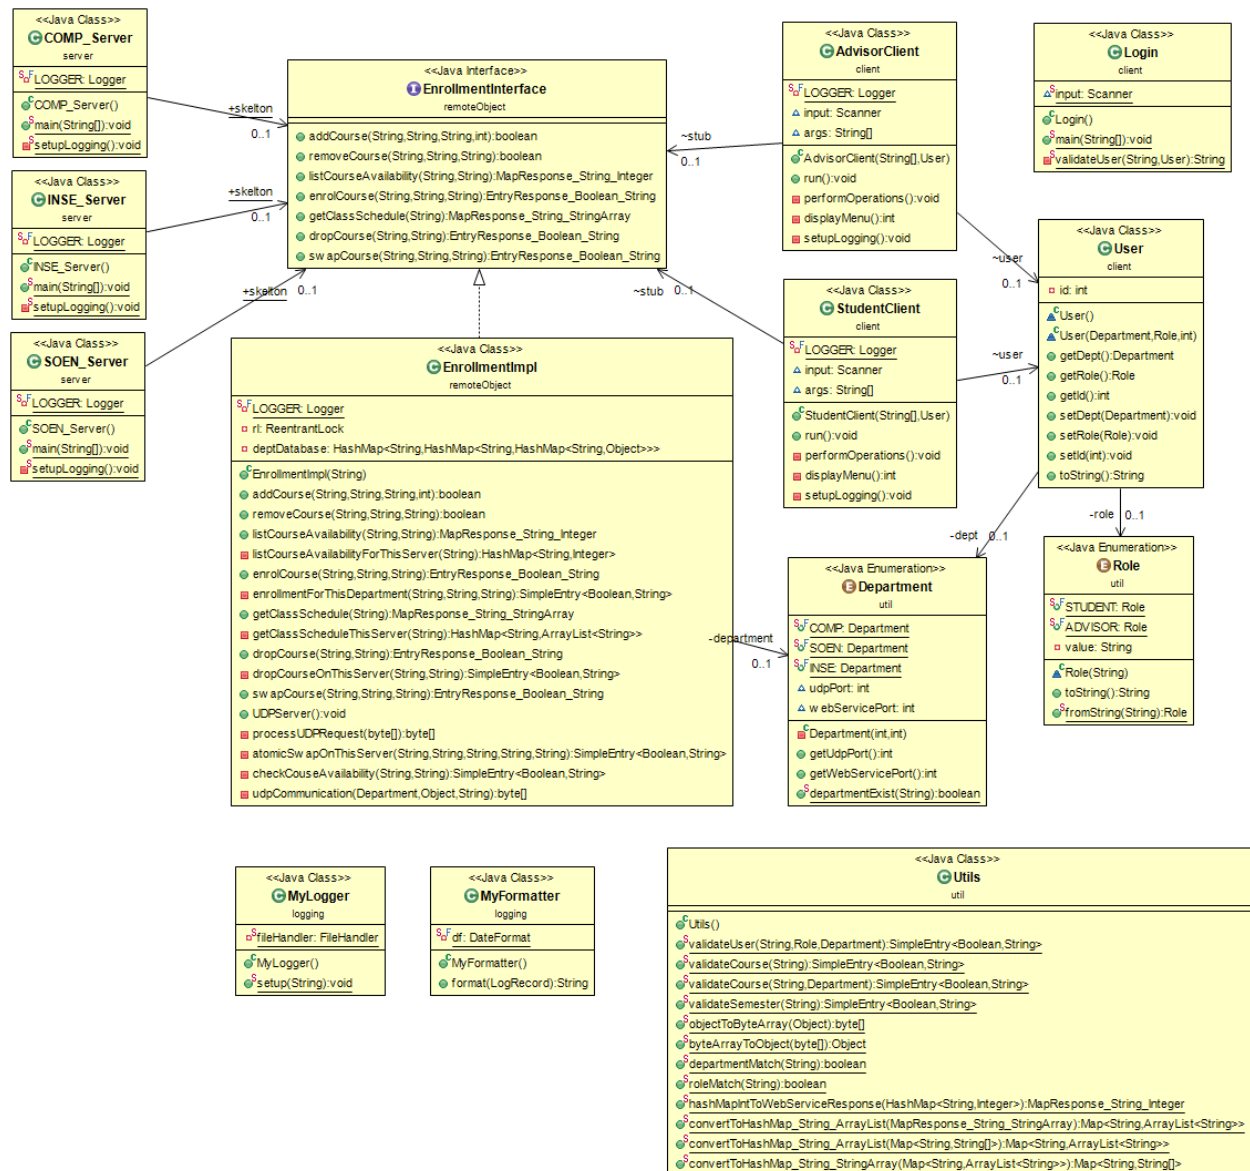 <<Java Class>>
COMP_Server
server
LOGGER: Logger
COMP_Server()
main(String[]):void
setupLogging():void
<<Java Class>>
INSE_Server
server
LOGGER: Logger
INSE_Server()
main(String[]):void
setupLogging():void
<<Java Class>>
SOEN_Server
server
LOGGER: Logger
SOEN_Server()
main(String[]):void
setupLogging():void
+skelton
0..1
+skelton
0..1
+skelton
0..1
<<Java Interface>>
EnrollmentInterface
remoteObject
addCourse(String,String,String,int):boolean
removeCourse(String,String,String):boolean
listCourseAvailability(String,String):MapResponse_String_Integer
enrolCourse(String,String,String):EntryResponse_Boolean_String
getClassSchedule(String):MapResponse_String_StringArray
dropCourse(String,String):EntryResponse_Boolean_String
swapCourse(String,String,String):EntryResponse_Boolean_String
~stub
0..1
~stub
0..1
<<Java Class>>
AdvisorClient
client
LOGGER: Logger
input: Scanner
args: String[]
AdvisorClient(String[],User)
run():void
performOperations():void
displayMenu():int
setupLogging():void
<<Java Class>>
Login
client
input: Scanner
Login()
main(String[]):void
validateUser(String,User):String
~user
0..1
<<Java Class>>
StudentClient
client
LOGGER: Logger
input: Scanner
args: String[]
StudentClient(String[],User)
run():void
performOperations():void
displayMenu():int
setupLogging():void
~user
0..1
<<Java Class>>
User
client
id: int
User()
User(Department,Role,int)
getDept():Department
getRole():Role
getId():int
setDept(Department):void
setRole(Role):void
setId(int):void
toString():String
-dept
0..1
-role
0..1
<<Java Class>>
EnrollmentImpl
remoteObject
LOGGER: Logger
rl: ReentrantLock
deptDatabase: HashMap<String,HashMap<String,HashMap<String,Object>>>
EnrollmentImpl(String)
addCourse(String,String,String,int):boolean
removeCourse(String,String,String):boolean
listCourseAvailability(String,String):MapResponse_String_Integer
listCourseAvailabilityForThisServer(String):HashMap<String,Integer>
enrolCourse(String,String,String):EntryResponse_Boolean_String
enrollmentForThisDepartment(String,String,String):SimpleEntry<Boolean,String>
getClassSchedule(String):MapResponse_String_StringArray
getClassScheduleThisServer(String):HashMap<String,ArrayList<String>>
dropCourse(String,String):EntryResponse_Boolean_String
dropCourseOnThisServer(String,String):SimpleEntry<Boolean,String>
swapCourse(String,String,String):EntryResponse_Boolean_String
UDPServer():void
processUDPRequest(byte[]):byte[]
atomicSwapOnThisServer(String,String,String,String,String):SimpleEntry<Boolean,String>
checkCouseAvailability(String,String):SimpleEntry<Boolean,String>
udpCommunication(Department,Object,String):byte[]
-department
0..1
<<Java Enumeration>>
Department
util
COMP: Department
SOEN: Department
INSE: Department
udpPort: int
webServicePort: int
Department(int,int)
getUdpPort():int
getWebServicePort():int
departmentExist(String):boolean
<<Java Enumeration>>
Role
util
STUDENT: Role
ADVISOR: Role
value: String
Role(String)
toString():String
fromString(String):Role
<<Java Class>>
MyLogger
logging
fileHandler: FileHandler
MyLogger()
setup(String):void
<<Java Class>>
MyFormatter
logging
df: DateFormat
MyFormatter()
format(LogRecord):String
<<Java Class>>
Utils
util
Utils()
validateUser(String,Role,Department):SimpleEntry<Boolean,String>
validateCourse(String):SimpleEntry<Boolean,String>
validateCourse(String,Department):SimpleEntry<Boolean,String>
validateSemester(String):SimpleEntry<Boolean,String>
objectToByteArray(Object):byte[]
byteArrayToObject(byte[]):Object
departmentMatch(String):boolean
roleMatch(String):boolean
hashMapIntToWebServiceResponse(HashMap<String,Integer>):MapResponse_String_Integer
convertToHashMap_String_ArrayList(MapResponse_String_StringArray):Map<String,ArrayList<String>>
convertToHashMap_String_ArrayList(Map<String,String[]>):Map<String,ArrayList<String>>
convertToHashMap_String_StringArray(Map<String,ArrayList<String>>):Map<String,String[]>